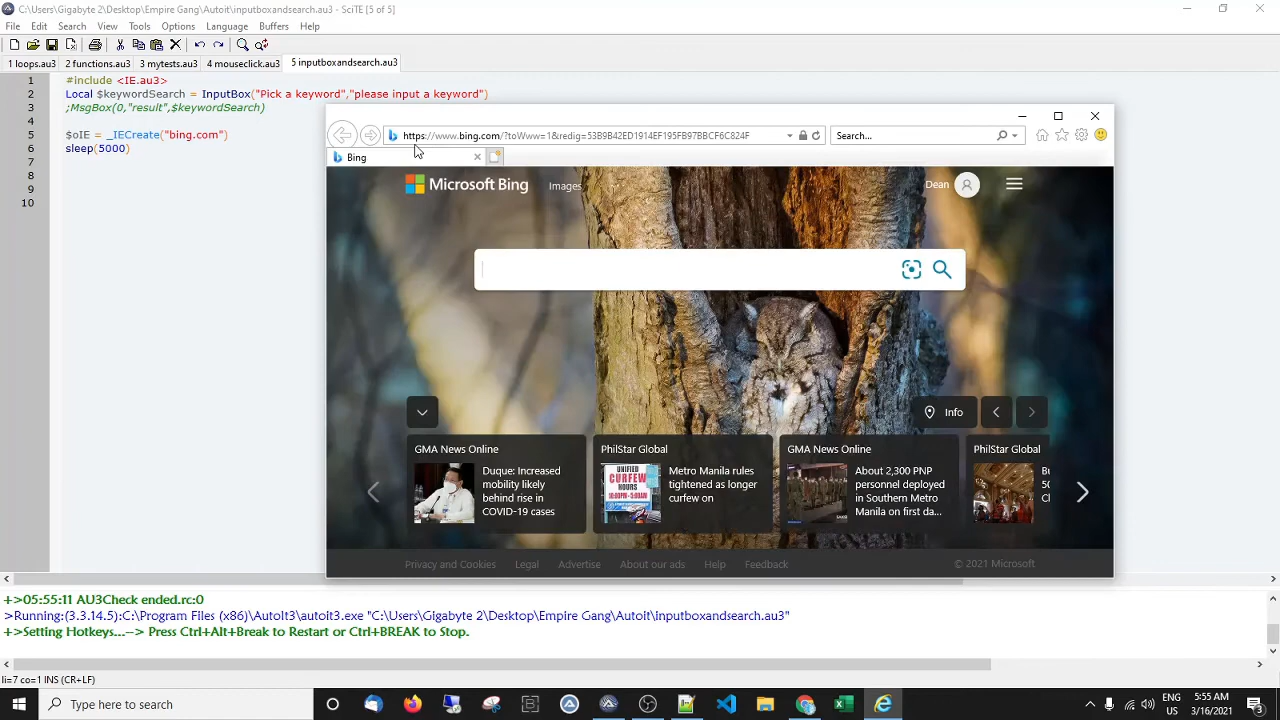 C:\Users\Gigabyte 2\Desktop\Empire Gang\Autoit\inputboxandsearch.au3 - SciTE [5 of 5]
File Edit Search View Tools Options Language Buffers Help
1 loops.au3 2 functions.au3 3 mytests.au3 4 mouseclick.au3 5 inputboxandsearch.au3
1 #include <IE.au3>
2 Local $keywordSearch = InputBox("Pick a keyword","please input a keyword")
3 ;MsgBox(0,"result",$keywordSearch)
4
5 $oIE = _IECreate("bing.com")
6 sleep(5000)
7
8
9
10
https://www.bing.com/?toWww=1&redig=53B9B42ED1914EF195FB97BBCF6C824F
Search...
Bing
Microsoft Bing Images Dean
Info
GMA News Online
Duque: Increased
mobility likely
behind rise in
COVID-19 cases
PhilStar Global
UNIFIED
CURFEW
HOURS
10:00PM - 5:00AM
Metro Manila rules
tightened as longer
curfew on
GMA News Online
About 2,300 PNP
personnel deployed
in Southern Metro
Manila on first da...
PhilStar Global
Privacy and Cookies Legal Advertise About our ads Help Feedback © 2021 Microsoft
+>05:55:11 AU3Check ended.rc:0
>Running:(3.3.14.5):C:\Program Files (x86)\AutoIt3\autoit3.exe "C:\Users\Gigabyte 2\Desktop\Empire Gang\Autoit\inputboxandsearch.au3"
+>Setting Hotkeys...--> Press Ctrl+Alt+Break to Restart or Ctrl+BREAK to Stop.
li=7 co=1 INS (CR+LF)
Type here to search
ENG
US
5:55 AM
3/16/2021